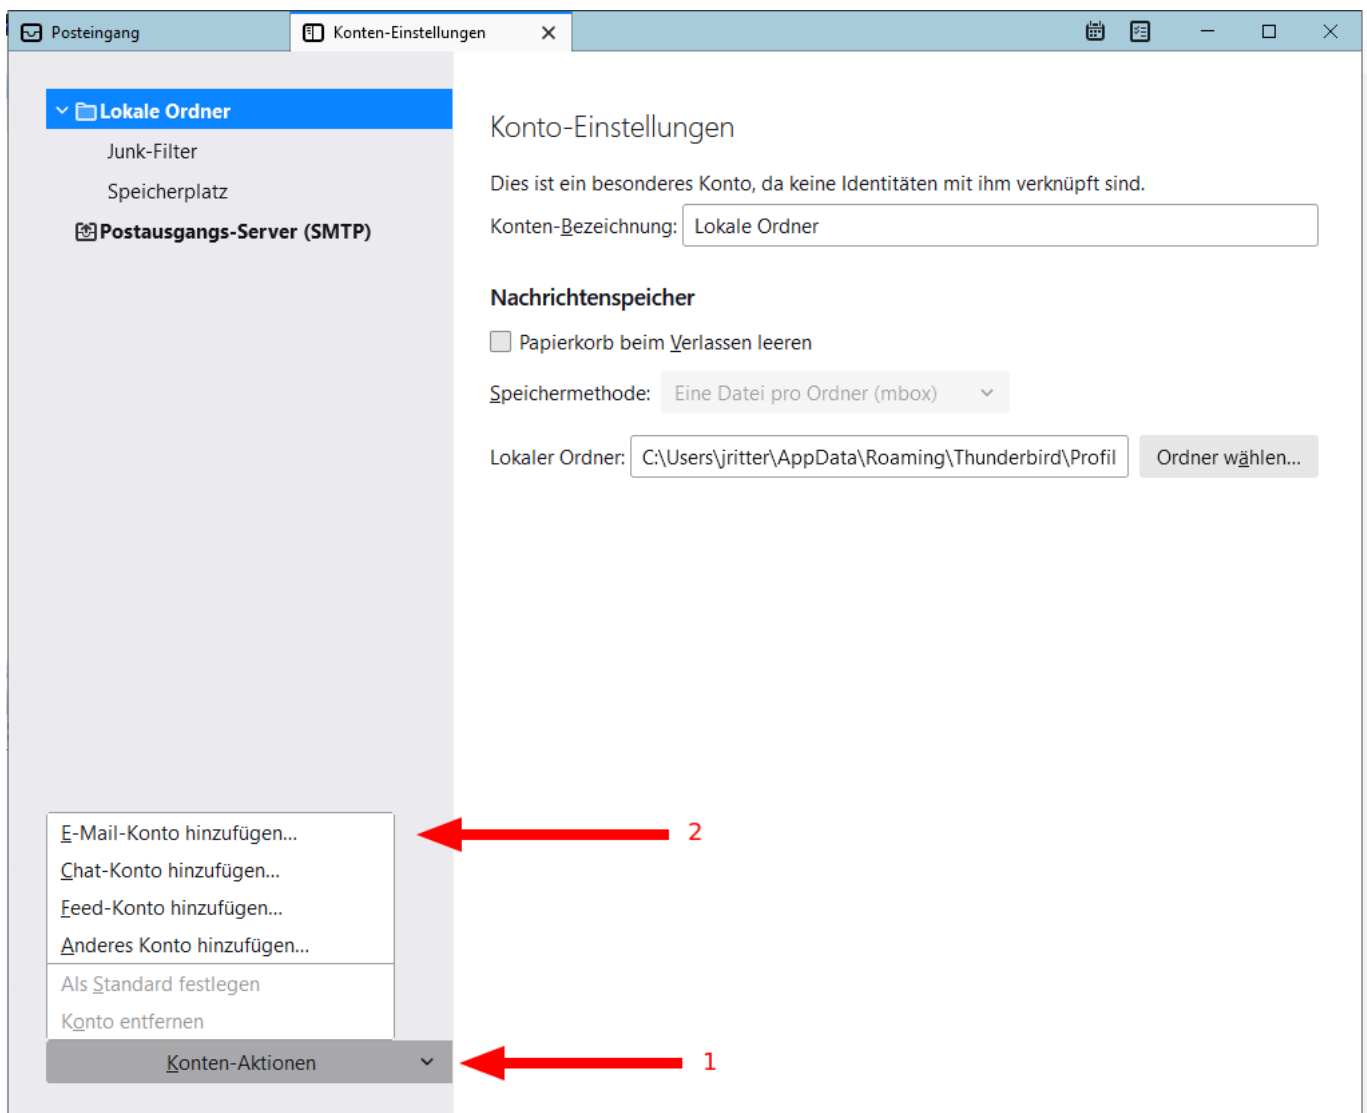 Posteingang
Konten-Einstellungen
Lokale Ordner
Junk-Filter
Speicherplatz
Postausgangs-Server (SMTP)
Konto-Einstellungen
Dies ist ein besonderes Konto, da keine Identitäten mit ihm verknüpft sind.
Konten-Bezeichnung: Lokale Ordner
Nachrichtenspeicher
Papierkorb beim Verlassen leeren
Speichermethode: Eine Datei pro Ordner (mbox)
Lokaler Ordner: C:\Users\jritter\AppData\Roaming\Thunderbird\Profil Ordner wählen...
E-Mail-Konto hinzufügen... 2
Chat-Konto hinzufügen...
Feed-Konto hinzufügen...
Anderes Konto hinzufügen...
Als Standard festlegen
Konto entfernen
Konten-Aktionen 1